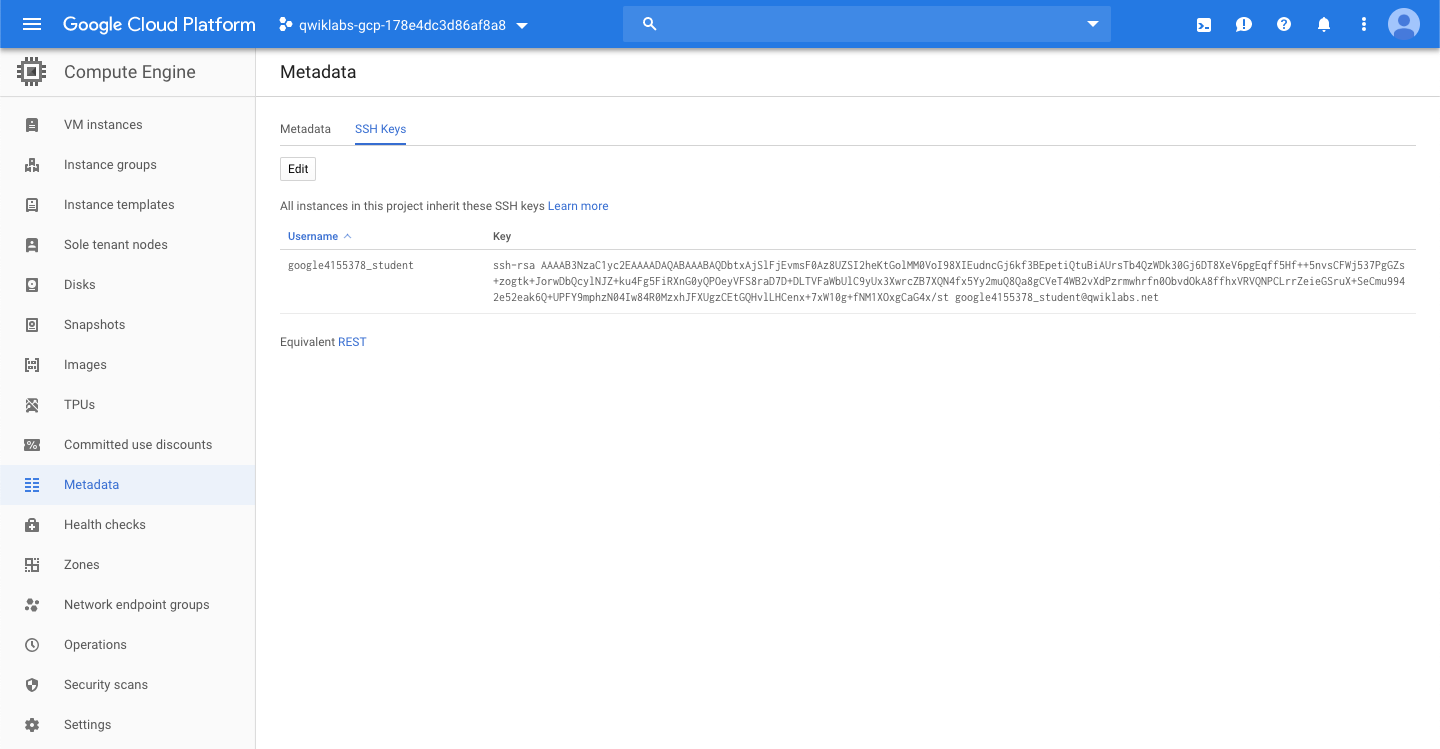 Google Cloud Platform
qwiklabs-gcp-178e4dc3d86af8a8
Compute Engine
Metadata
VM instances
Instance groups
Instance templates
Sole tenant nodes
Disks
Snapshots
Images
TPUs
Committed use discounts
Metadata
Health checks
Zones
Network endpoint groups
Operations
Security scans
Settings
Metadata SSH Keys
Edit
All instances in this project inherit these SSH keys Learn more
Username Key
google4155378_student
ssh-rsa AAAAB3NzaC1yc2EAAAADAQABAAABAQDbtxAjSlFjEvmsF0Az8UZSI2heKtGolMM0VoI98XIEudncGj6kf3BEpetiQtuBiAUrsTb4QzWDk30Gj6DT8XeV6pgEqff5Hf++5nvsCFWj537PgGZs
+zogtk+JorwDbQcylNJZ+ku4Fg5FiRXnG0yQPOeyVFS8raD7D+DLTVFaWbUlC9yUx3XwrcZB7XQN4fx5Yy2muQ8Qa8gCVeT4WB2vXdPzrmwhrfn0ObvdOkA8ffhxVRVQNPCLrrZeieGSruX+SeCmu994
2e52eak6Q+UPFY9mphzN04Iw84R0MzxhJFXUgzCEtGQHvlLHCenx+7xW10g+fNM1XOxgCaG4x/st google4155378_student@qwiklabs.net
Equivalent REST